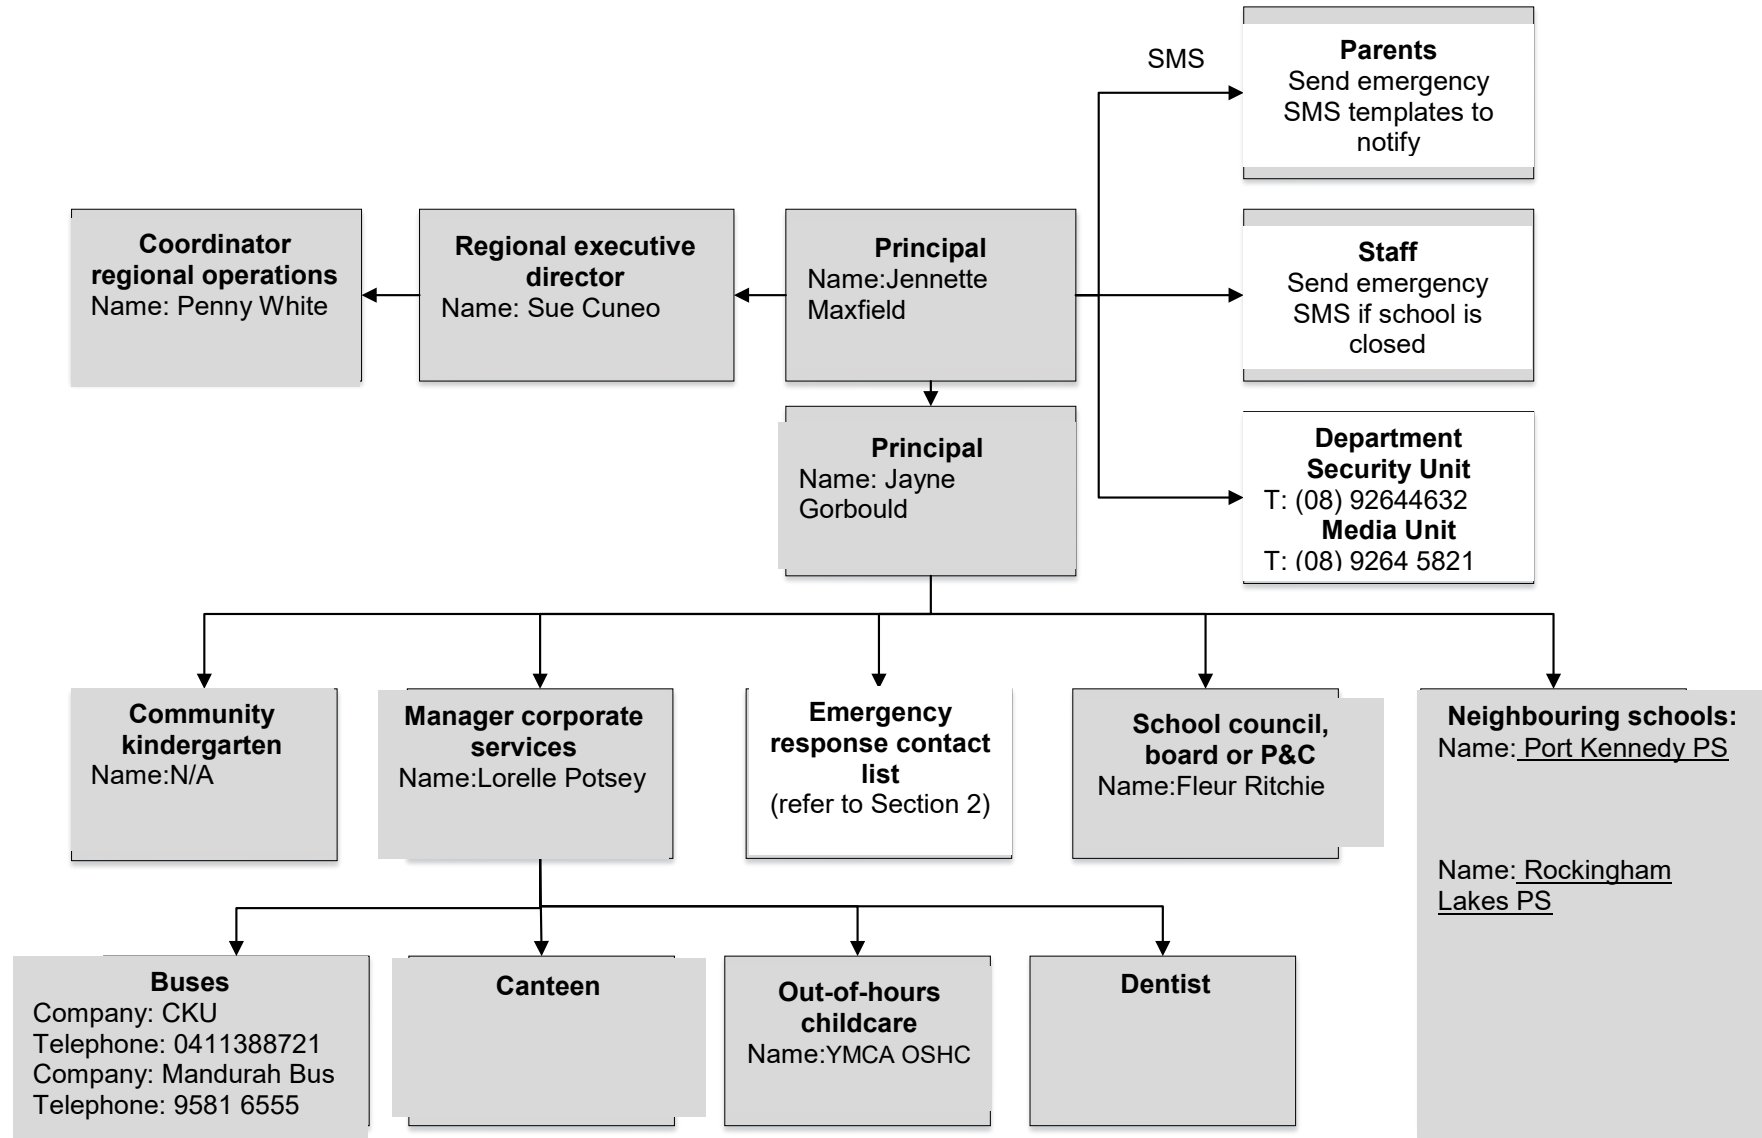 SMS
Parents
Send emergency
SMS templates to
notify
Coordinator
regional operations
Name: Penny White
Regional executive
director
Name: Sue Cuneo
Principal
Name:Jennette
Maxfield
Staff
Send emergency
SMS if school is
closed
Principal
Name: Jayne
Gorbould
Department
Security Unit
T: (08) 92644632
Media Unit
T: (08) 9264 5821
Community
kindergarten
Name:N/A
Manager corporate
services
Name:Lorelle Potsey
Emergency
response contact
list
(refer to Section 2)
School council,
board or P&C
Name:Fleur Ritchie
Neighbouring schools:
Name: Port Kennedy PS
Name: Rockingham
Lakes PS
Buses
Company: CKU
Telephone: 0411388721
Company: Mandurah Bus
Telephone: 9581 6555
Canteen
Out-of-hours
childcare
Name:YMCA OSHC
Dentist